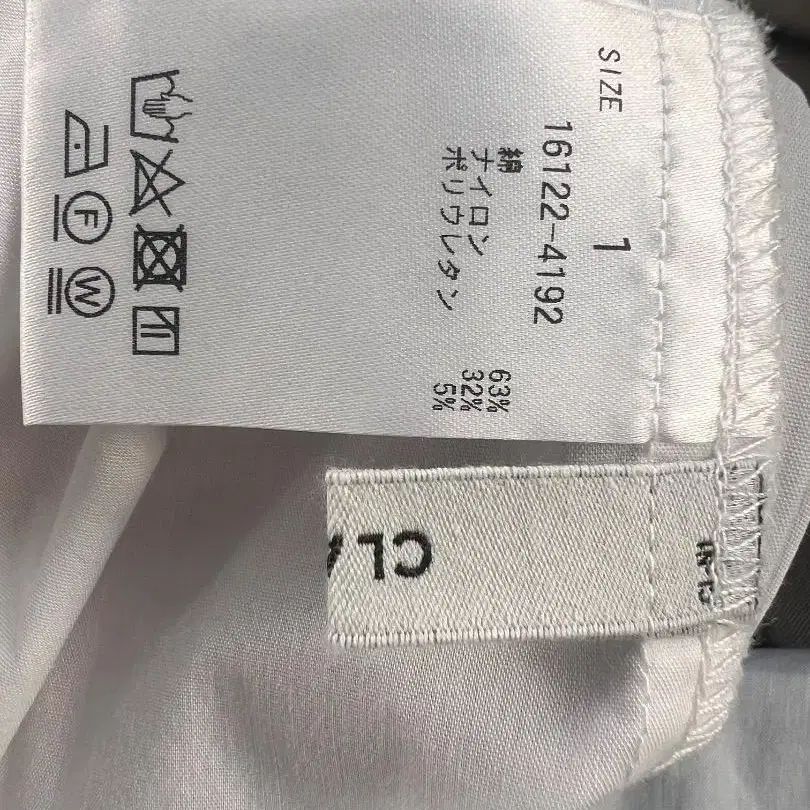 SIZE 1
16122-4192
綿 63%
ナイロン 32%
ポリウレタン 5%
F
W
CL